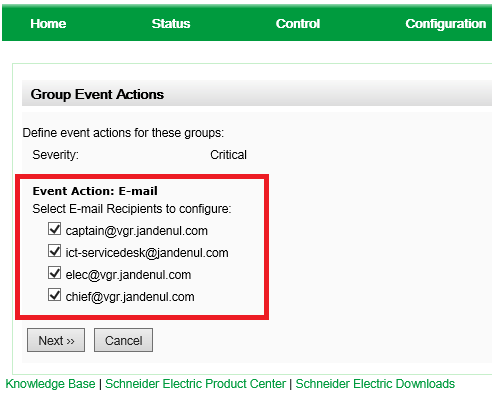 Home Status Control Configuration
Group Event Actions
Define event actions for these groups:
Severity: Critical
Event Action: E-mail
Select E-mail Recipients to configure:
captain@vgr.jandenul.com
ict-servicedesk@jandenul.com
elec@vgr.jandenul.com
chief@vgr.jandenul.com
Next ›› Cancel
Knowledge Base | Schneider Electric Product Center | Schneider Electric Downloads